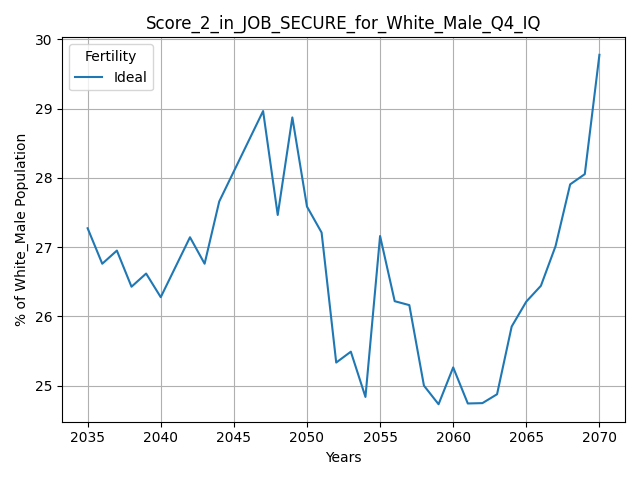 Score_2_in_JOB_SECURE_for_White_Male_Q4_IQ
Fertility
Ideal
% of White_Male Population
30
29
28
27
26
25
2035 2040 2045 2050 2055 2060 2065 2070
Years